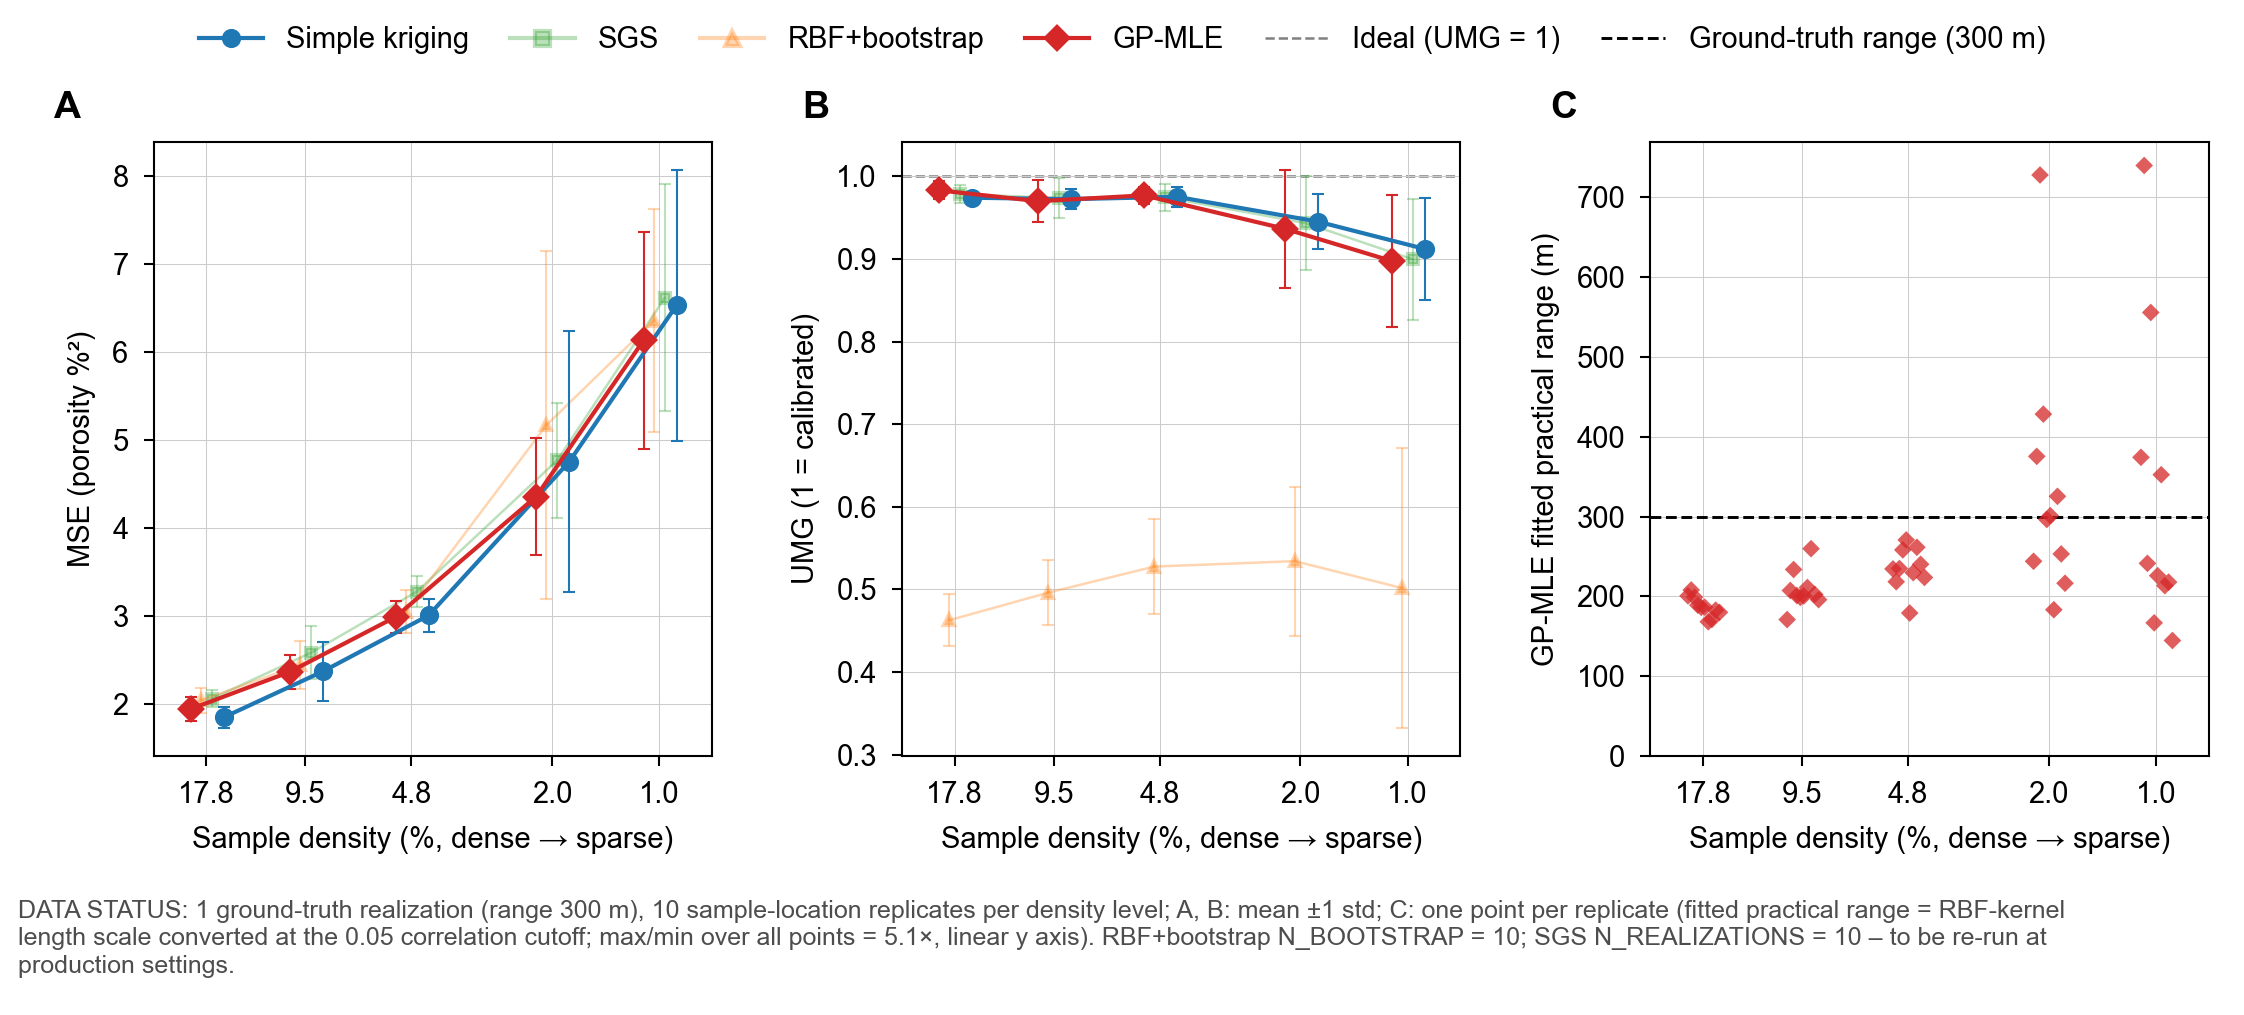 Simple kriging SGS RBF+bootstrap GP-MLE Ideal (UMG = 1) Ground-truth range (300 m)
A
MSE (porosity %²)
8
7
6
5
4
3
2
17.8 9.5 4.8 2.0 1.0
Sample density (%, dense → sparse)
B
UMG (1 = calibrated)
1.0
0.9
0.8
0.7
0.6
0.5
0.4
0.3
17.8 9.5 4.8 2.0 1.0
Sample density (%, dense → sparse)
C
GP-MLE fitted practical range (m)
700
600
500
400
300
200
100
0
17.8 9.5 4.8 2.0 1.0
Sample density (%, dense → sparse)
DATA STATUS: 1 ground-truth realization (range 300 m), 10 sample-location replicates per density level; A, B: mean ±1 std; C: one point per replicate (fitted practical range = RBF-kernel
length scale converted at the 0.05 correlation cutoff; max/min over all points = 5.1×, linear y axis). RBF+bootstrap N_BOOTSTRAP = 10; SGS N_REALIZATIONS = 10 – to be re-run at
production settings.